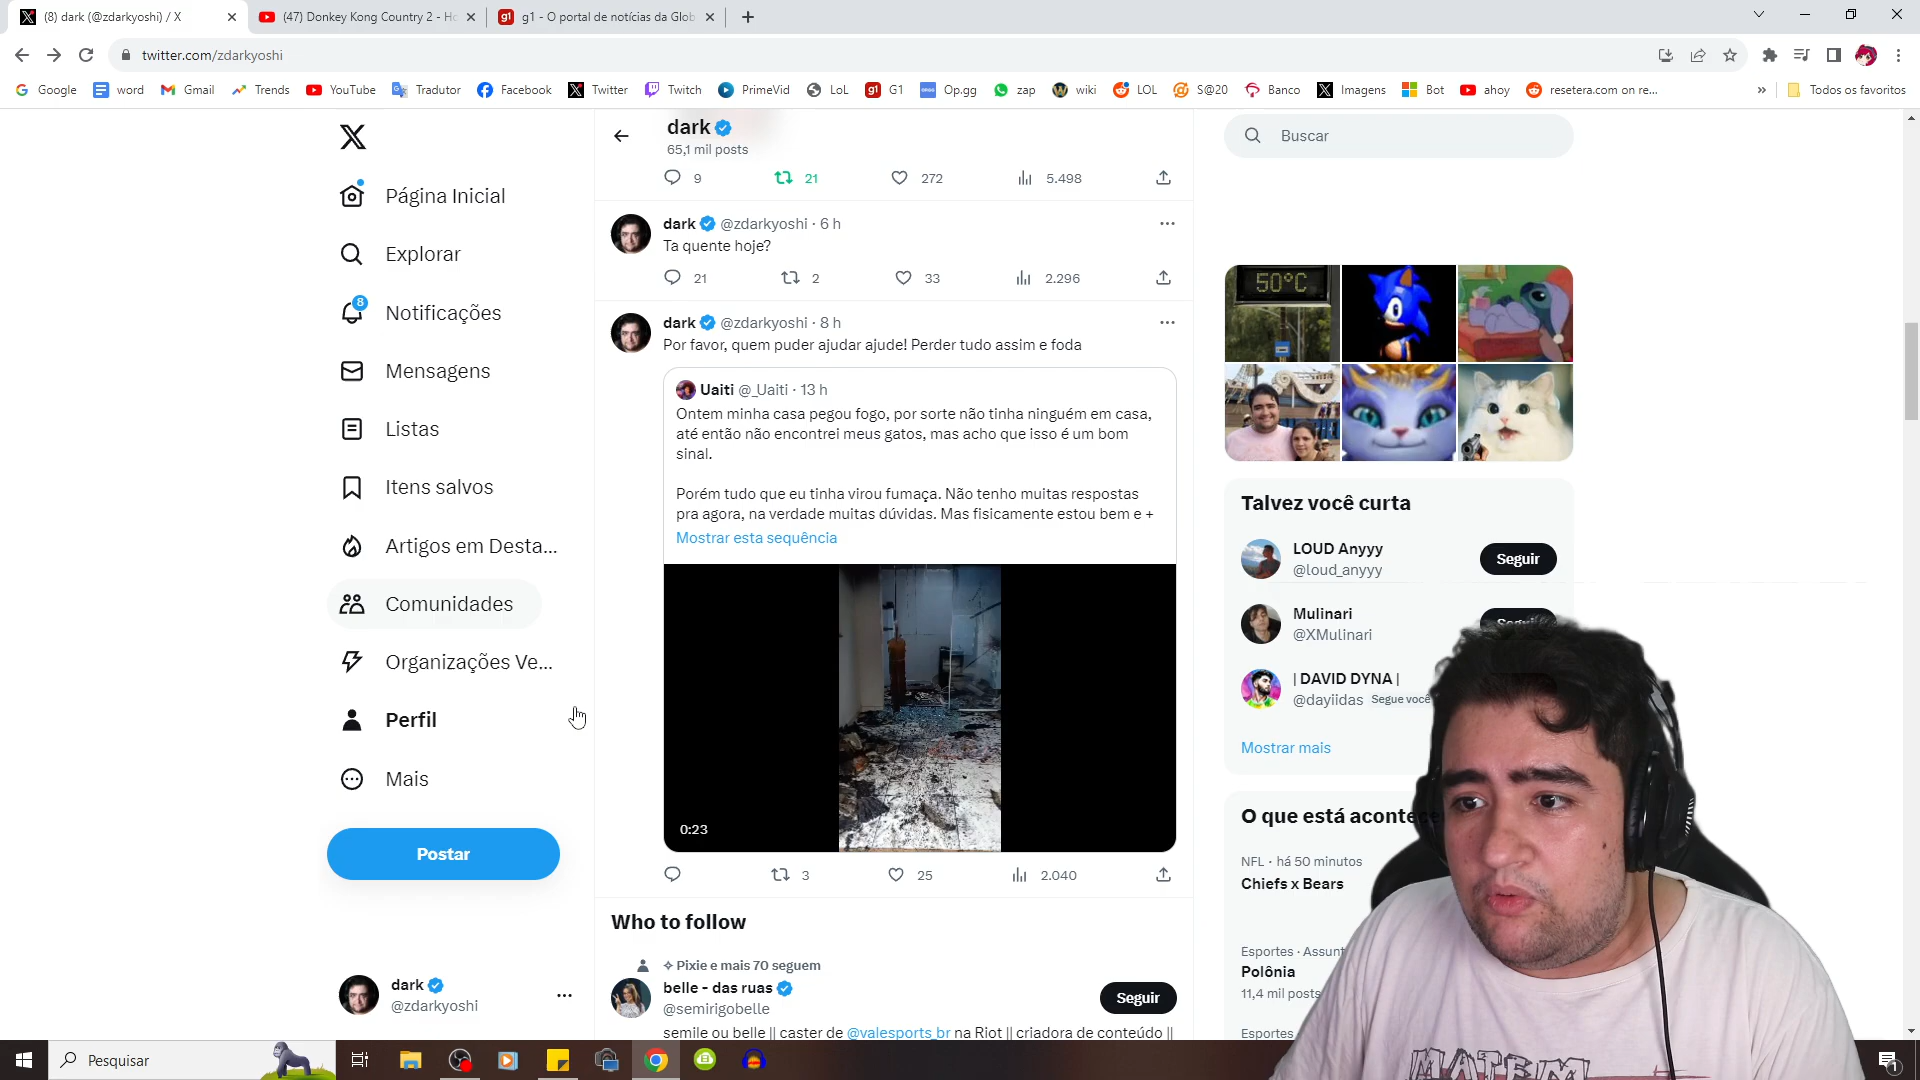 (8) dark (@zdarkyoshi) / X
(47) Donkey Kong Country 2 - Ho
g1 - O portal de notícias da Glob
twitter.com/zdarkyoshi
Google word Gmail Trends YouTube Tradutor Facebook Twitter Twitch PrimeVid LoL G1 Op.gg zap wiki LOL S@20 Banco Imagens Bot ahoy resetera.com on re... » Todos os favoritos
Página Inicial
Explorar
8
Notificações
Mensagens
Listas
Itens salvos
Artigos em Desta...
Comunidades
Organizações Ve...
Perfil
Mais
Postar
dark
@zdarkyoshi
dark
65,1 mil posts
9 21 272 5.498
dark @zdarkyoshi · 6 h
Ta quente hoje?
21 2 33 2.296
dark @zdarkyoshi · 8 h
Por favor, quem puder ajudar ajude! Perder tudo assim e foda
Uaiti @_Uaiti · 13 h
Ontem minha casa pegou fogo, por sorte não tinha ninguém em casa,
até então não encontrei meus gatos, mas acho que isso é um bom
sinal.
Porém tudo que eu tinha virou fumaça. Não tenho muitas respostas
pra agora, na verdade muitas dúvidas. Mas fisicamente estou bem e +
Mostrar esta sequência
0:23
3 25 2.040
Who to follow
✧ Pixie e mais 70 seguem
belle - das ruas
@semirigobelle
Seguir
semile ou belle || caster de @valesports_br na Riot || criadora de conteúdo ||
Buscar
50°C
Talvez você curta
LOUD Anyyy
@loud_anyyy
Seguir
Mulinari
@XMulinari
Seguir
| DAVID DYNA |
@dayiidas Segue você
Mostrar mais
O que está acontece
NFL · há 50 minutos
Chiefs x Bears
Esportes · Assunt
Polônia
11,4 mil posts
Esportes
Pesquisar
1